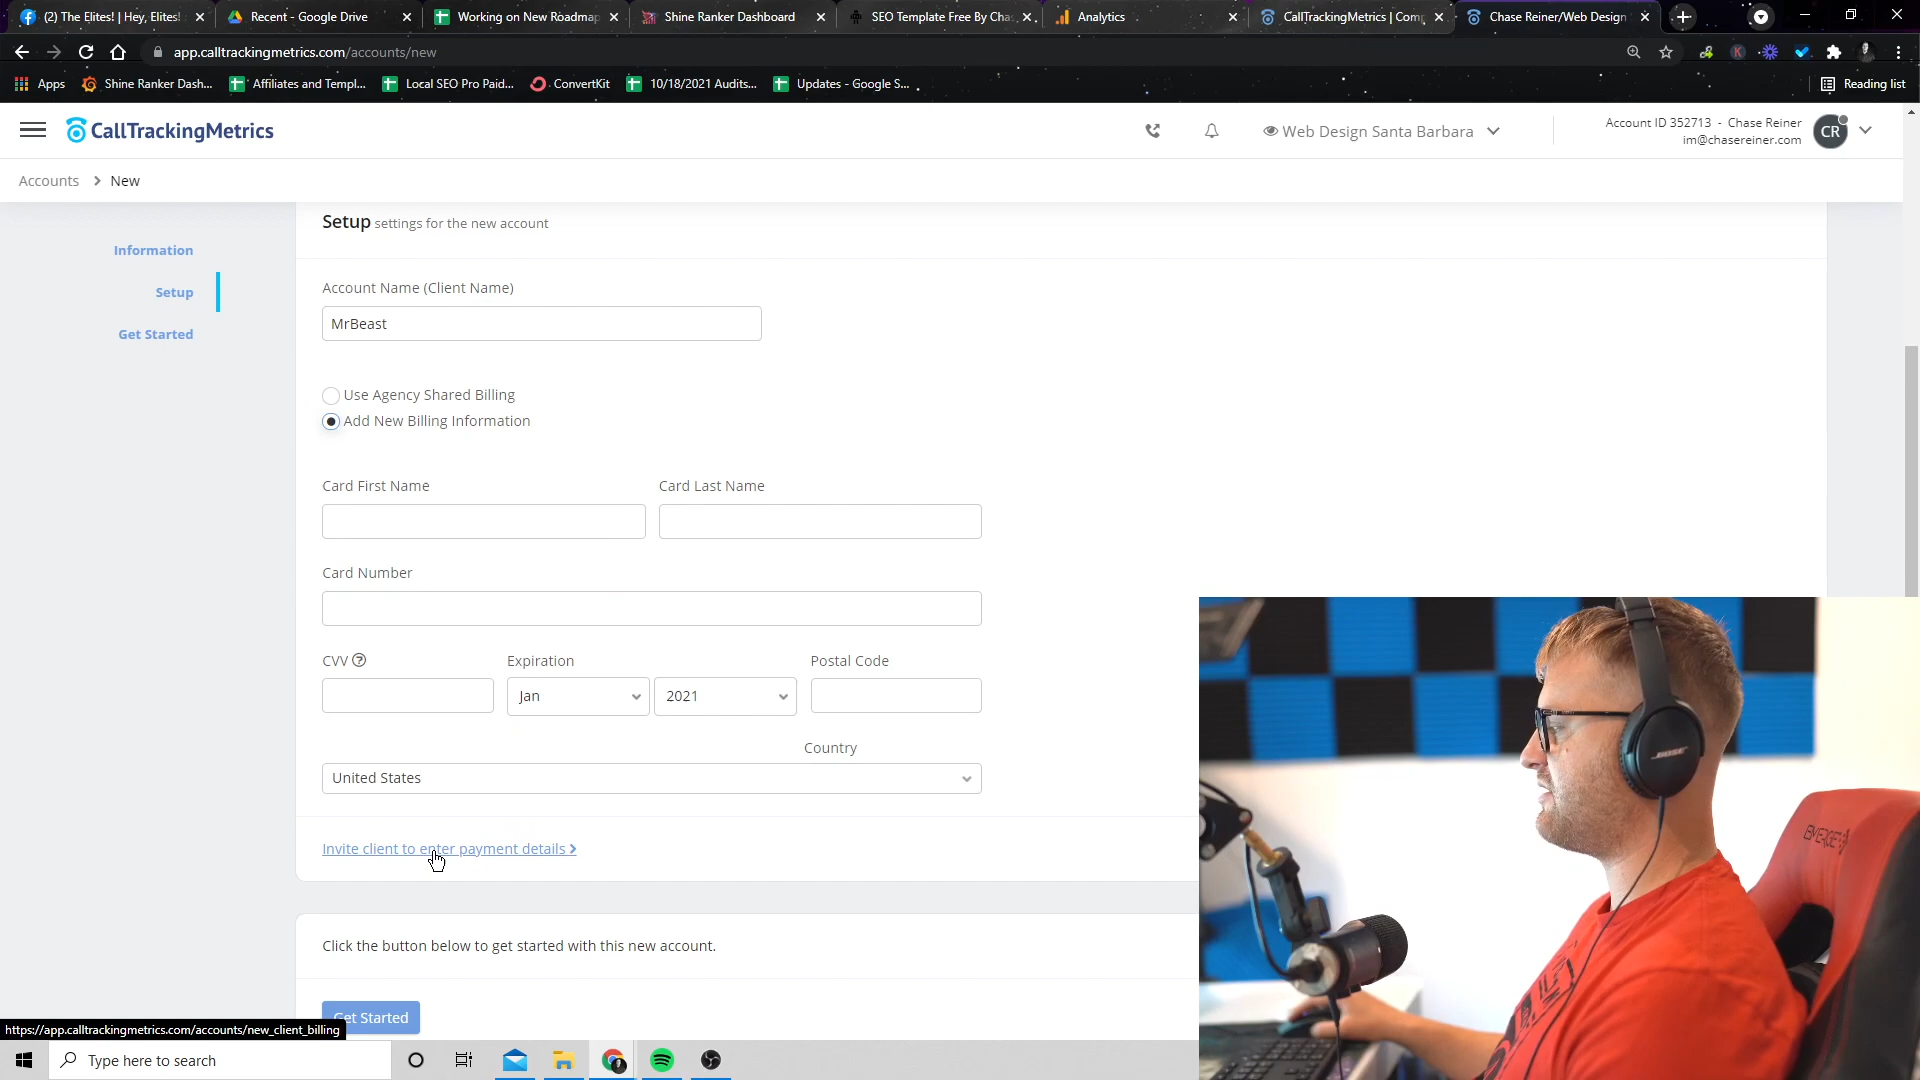 (2) The Elites! | Hey, Elites!
Recent - Google Drive
Working on New Roadmap
Shine Ranker Dashboard
SEO Template Free By Cha
Analytics
CallTrackingMetrics | Comp
Chase Reiner/Web Design
app.calltrackingmetrics.com/accounts/new
Apps
Shine Ranker Dash...
Affiliates and Templ...
Local SEO Pro Paid...
ConvertKit
10/18/2021 Audits...
Updates - Google S...
Reading list
CallTrackingMetrics
Web Design Santa Barbara
Account ID 352713 - Chase Reiner
im@chasereiner.com
CR
Accounts > New
Information
Setup
Get Started
Setup settings for the new account
Account Name (Client Name)
MrBeast
Use Agency Shared Billing
Add New Billing Information
Card First Name
Card Last Name
Card Number
CVV
Expiration
Postal Code
Jan
2021
Country
United States
Invite client to enter payment details >
Click the button below to get started with this new account.
Get Started
https://app.calltrackingmetrics.com/accounts/new_client_billing
Type here to search
BOSE